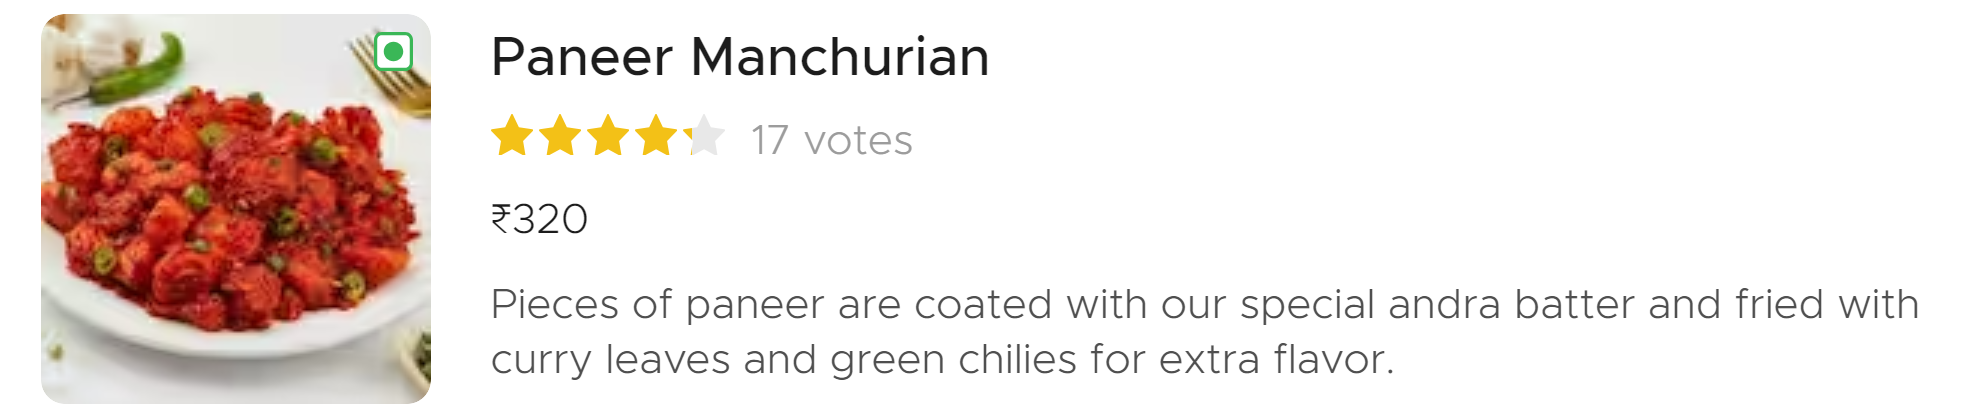 Paneer Manchurian
17 votes
₹320
Pieces of paneer are coated with our special andra batter and fried with
curry leaves and green chilies for extra flavor.